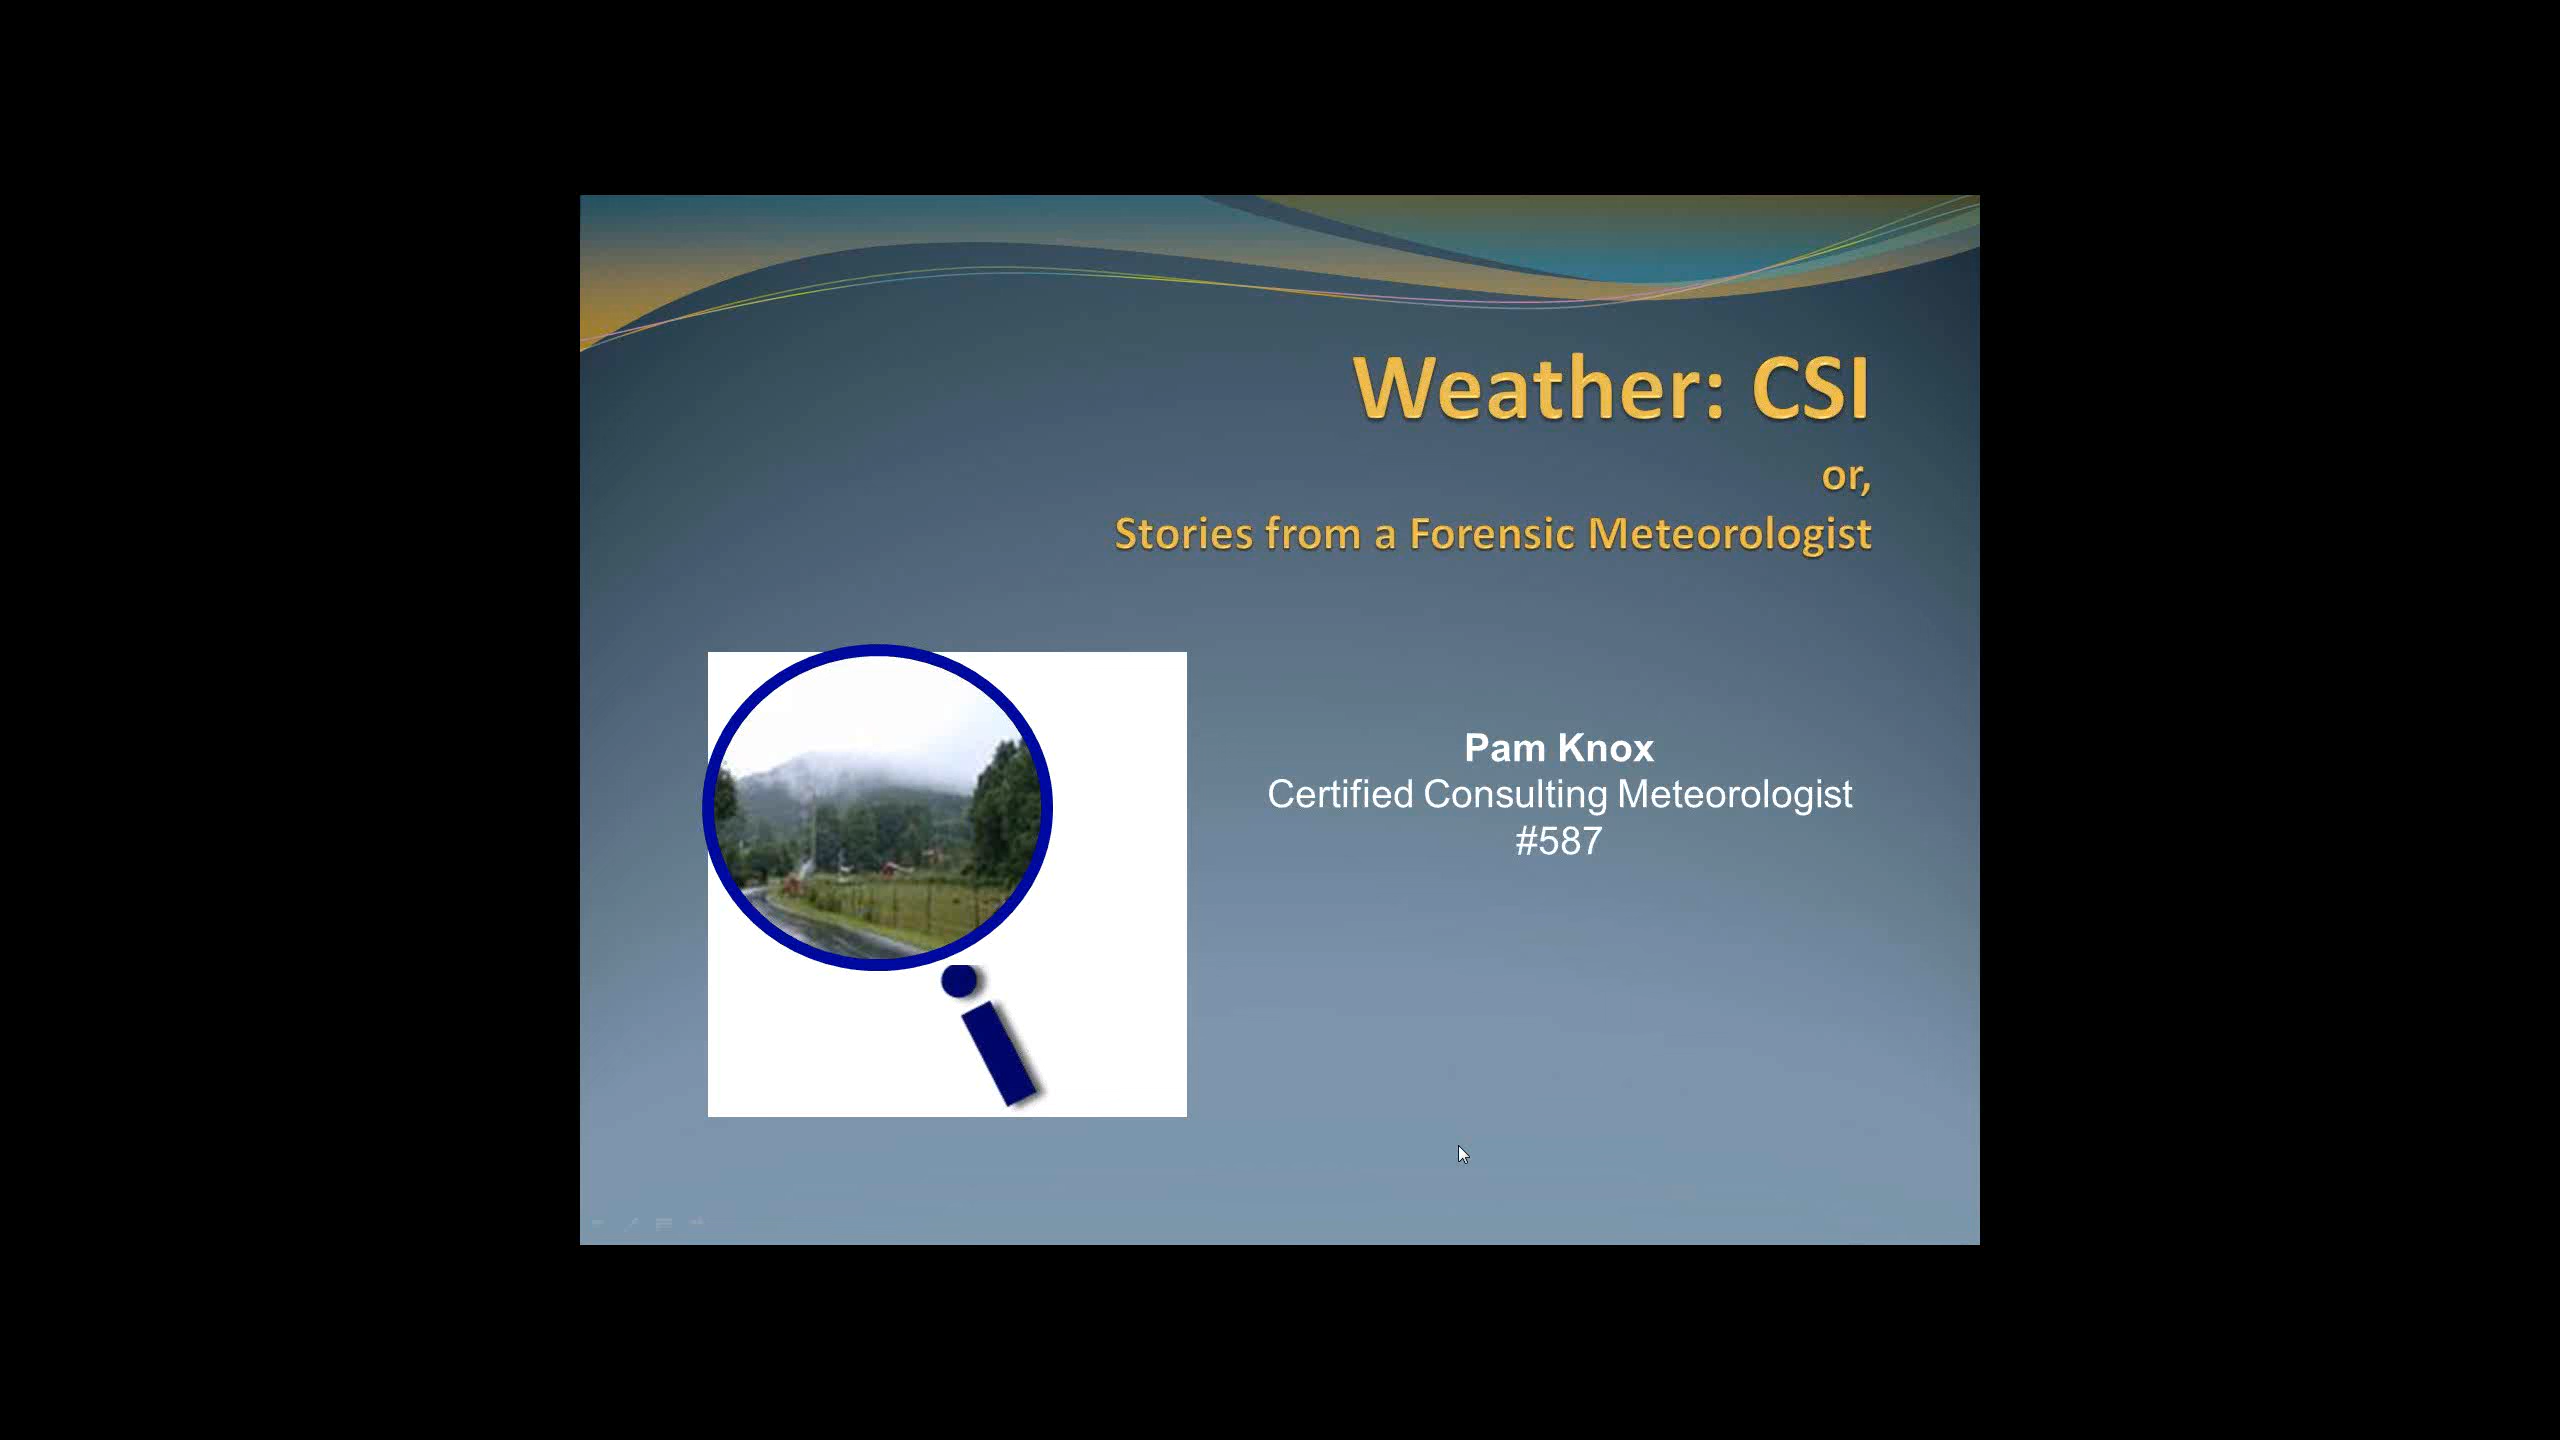 Weather: CSI
or,
Stories from a Forensic Meteorologist
Pam Knox
Certified Consulting Meteorologist
#587